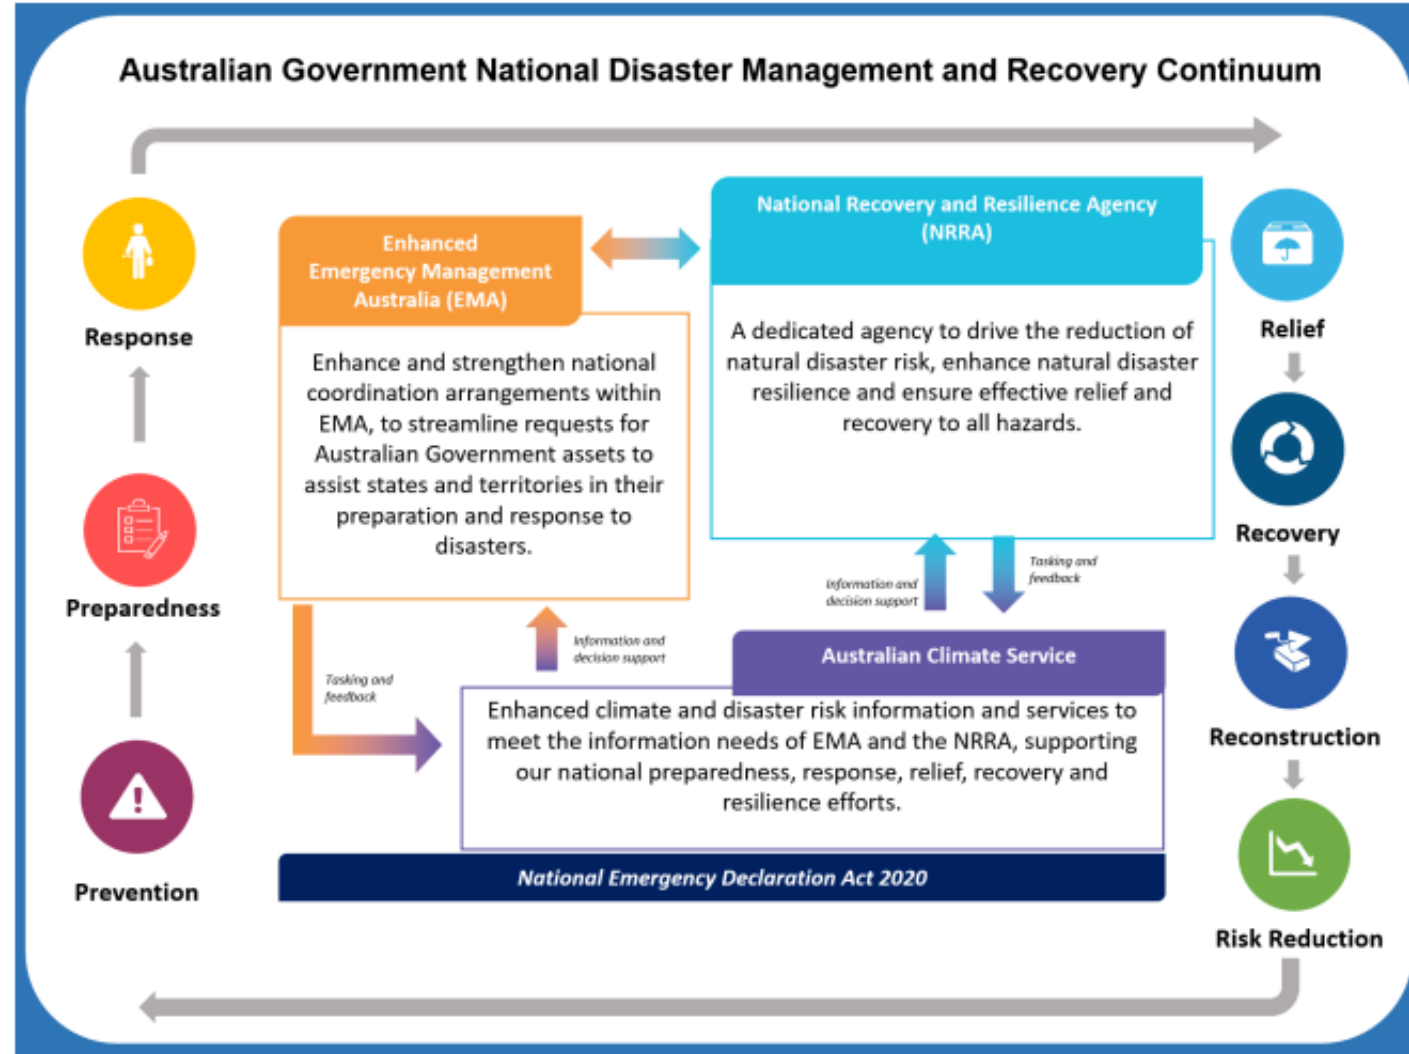 Australian Government National Disaster Management and Recovery Continuum
Response
Preparedness
Prevention
Enhanced
Emergency Management
Australia (EMA)
Enhance and strengthen national
coordination arrangements within
EMA, to streamline requests for
Australian Government assets to
assist states and territories in their
preparation and response to
disasters.
National Recovery and Resilience Agency
(NRRA)
A dedicated agency to drive the reduction of
natural disaster risk, enhance natural disaster
resilience and ensure effective relief and
recovery to all hazards.
Tasking and
feedback
Information and
decision support
Information and
decision support
Tasking and
feedback
Australian Climate Service
Enhanced climate and disaster risk information and services to
meet the information needs of EMA and the NRRA, supporting
our national preparedness, response, relief, recovery and
resilience efforts.
National Emergency Declaration Act 2020
Relief
Recovery
Reconstruction
Risk Reduction